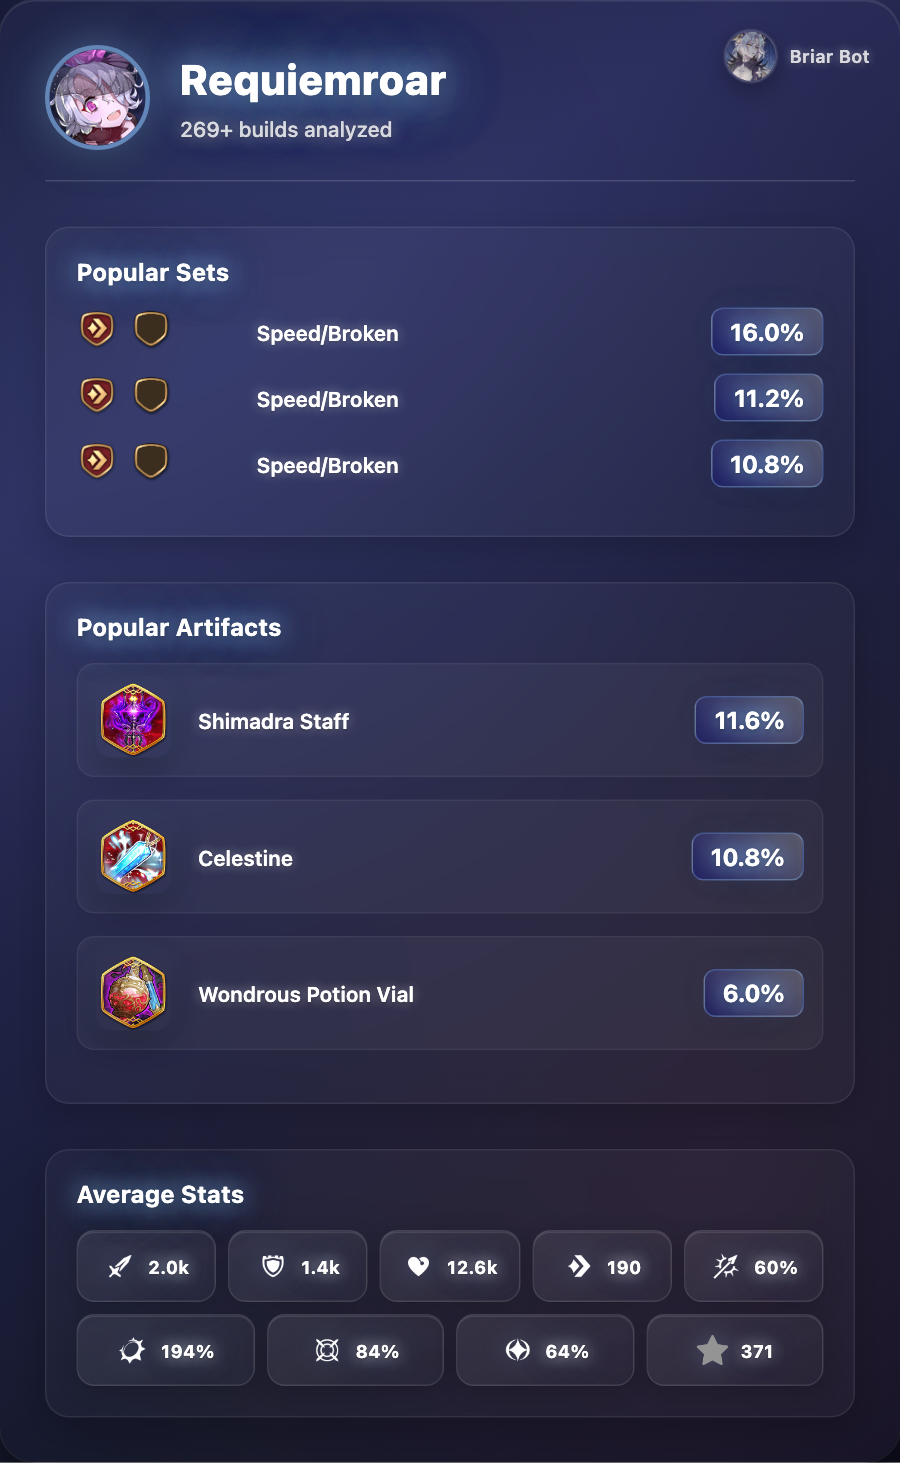 Requiemroar
269+ builds analyzed
Briar Bot
Popular Sets
Speed/Broken 16.0%
Speed/Broken 11.2%
Speed/Broken 10.8%
Popular Artifacts
Shimadra Staff 11.6%
Celestine 10.8%
Wondrous Potion Vial 6.0%
Average Stats
2.0k 1.4k 12.6k 190 60%
194% 84% 64% 371